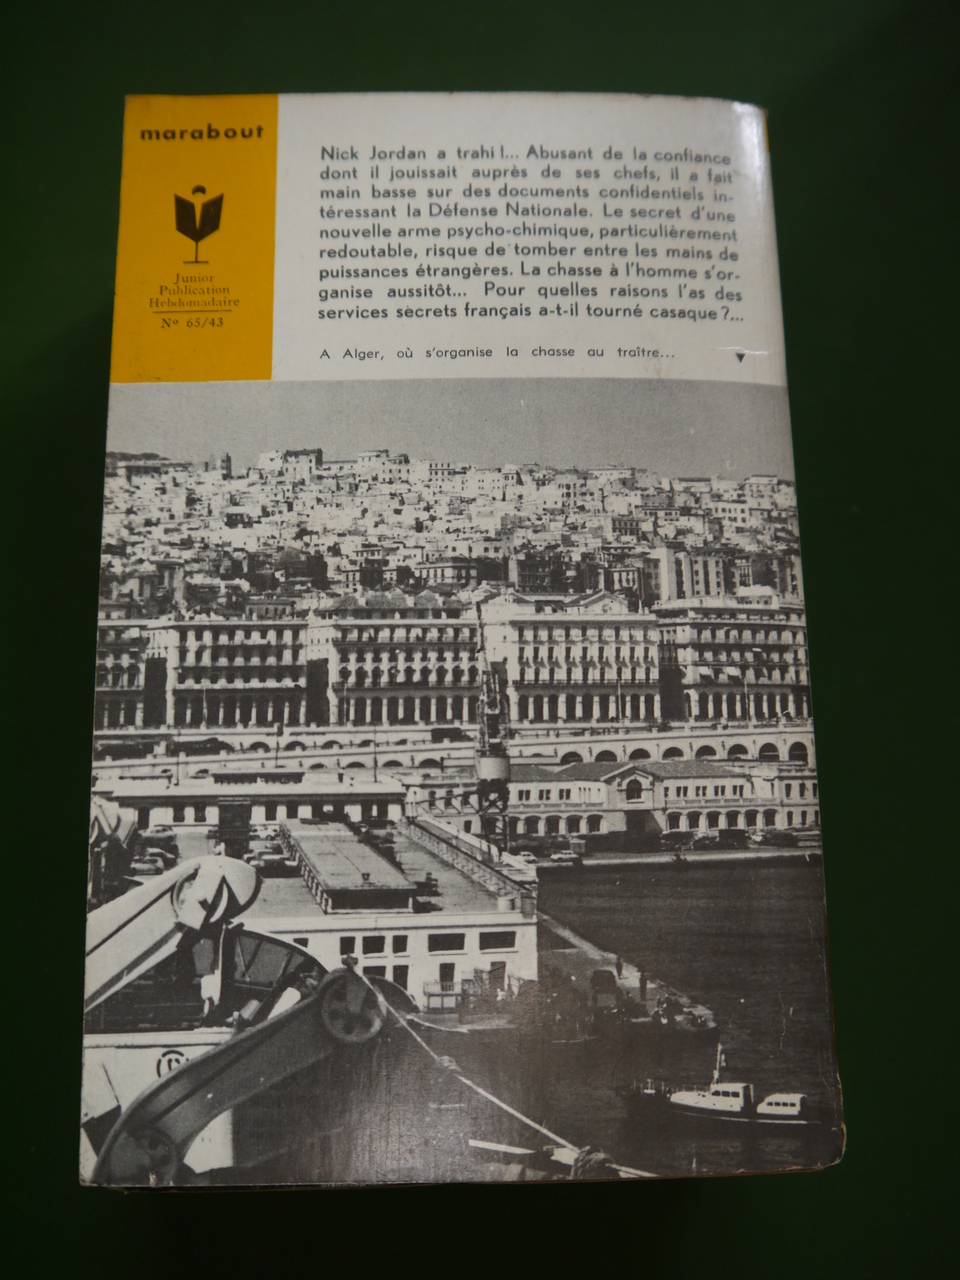 marabout
Junior
Publication
Hebdomadaire
Nº 65/43
Nick Jordan a trahi !... Abusant de la confiance
dont il jouissait auprès de ses chefs, il a fait
main basse sur des documents confidentiels in-
téressant la Défense Nationale. Le secret d'une
nouvelle arme psycho-chimique, particulièrement
redoutable, risque de tomber entre les mains de
puissances étrangères. La chasse à l'homme s'or-
ganise aussitôt... Pour quelles raisons l'as des
services secrets français a-t-il tourné casaque ?...
A Alger, où s'organise la chasse au traître...